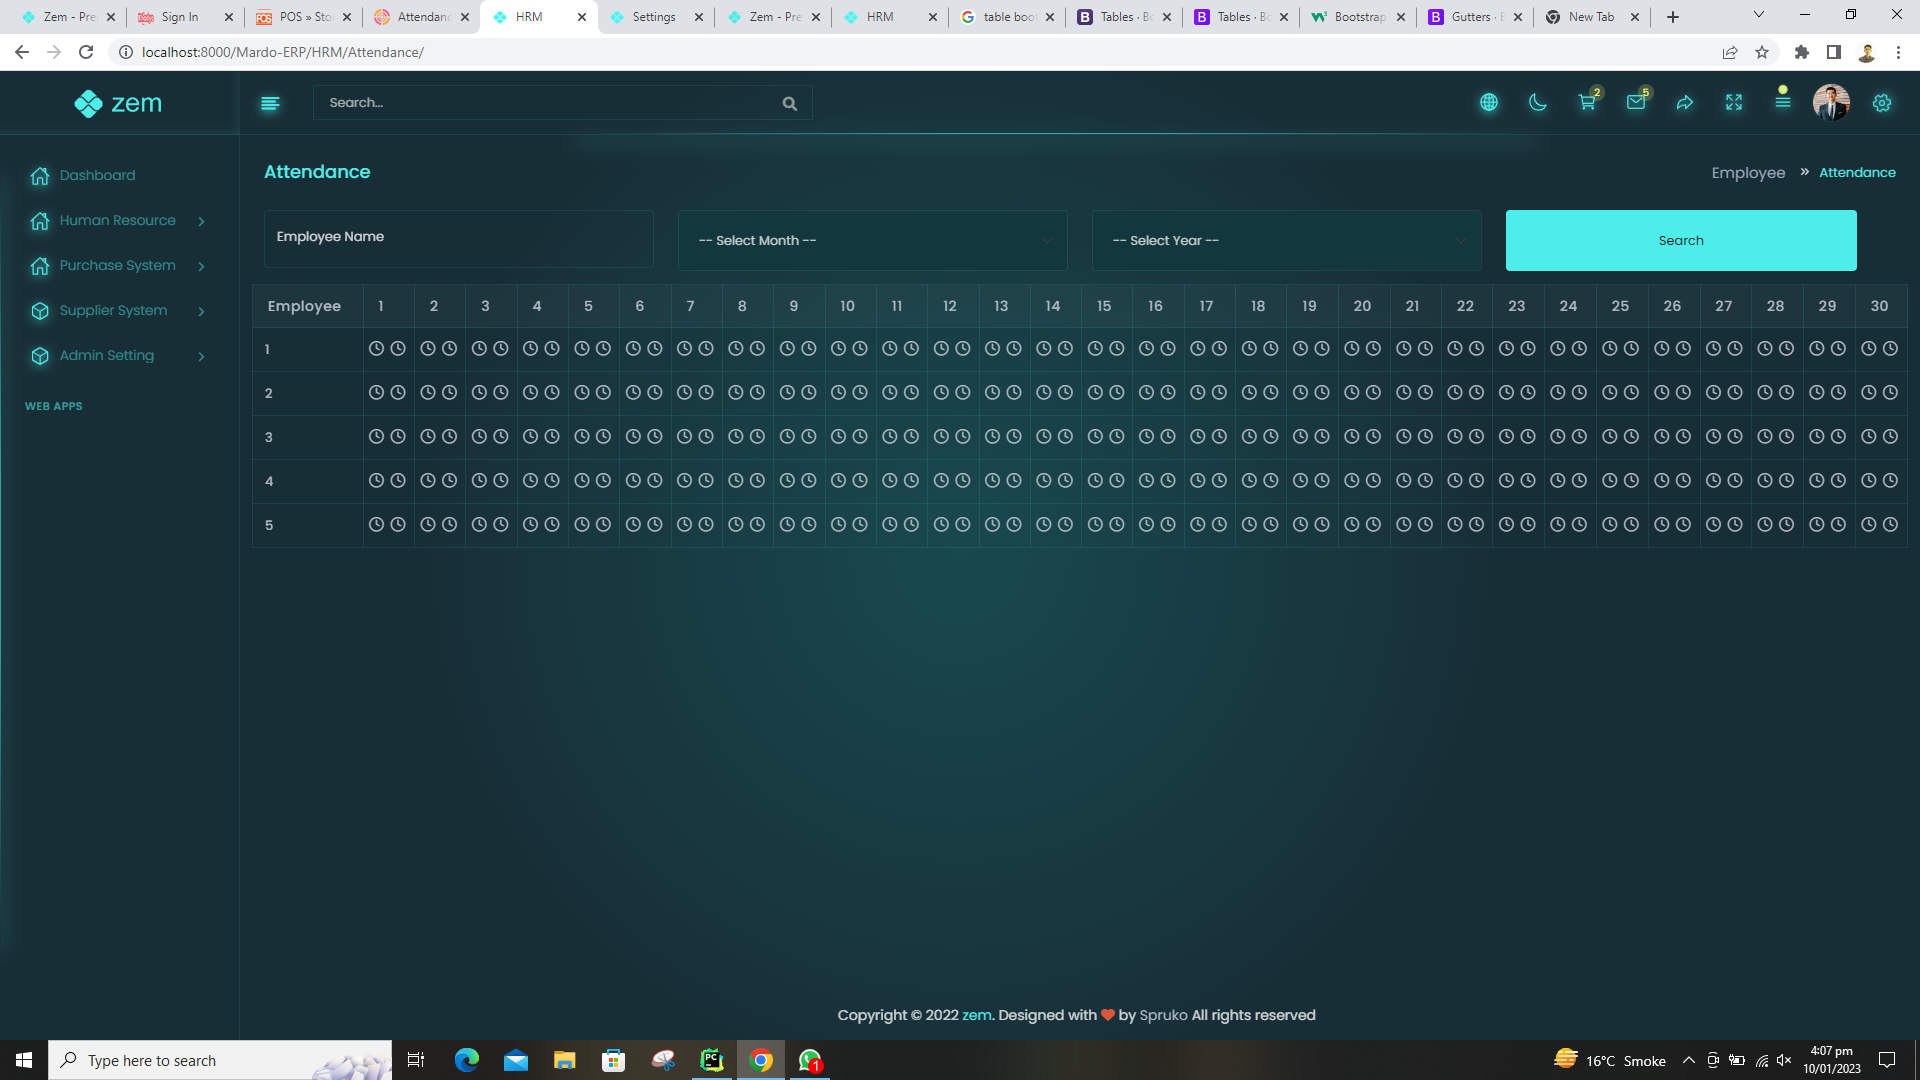 Zem - Pre
Sign In
POS » Sto
Attendanc
HRM
Settings
Zem - Pre
HRM
table boot
Tables · Bo
Tables · Bo
Bootstrap
Gutters · B
New Tab
localhost:8000/Mardo-ERP/HRM/Attendance/
zem
Search...
2
5
Dashboard
Human Resource
Purchase System
Supplier System
Admin Setting
WEB APPS
Attendance
Employee » Attendance
Employee Name
-- Select Month --
-- Select Year --
Search
Employee 1 2 3 4 5 6 7 8 9 10 11 12 13 14 15 16 17 18 19 20 21 22 23 24 25 26 27 28 29 30
1
2
3
4
5
Copyright © 2022 zem. Designed with ❤ by Spruko All rights reserved
Type here to search
PC
1
16°C Smoke
4:07 pm
10/01/2023